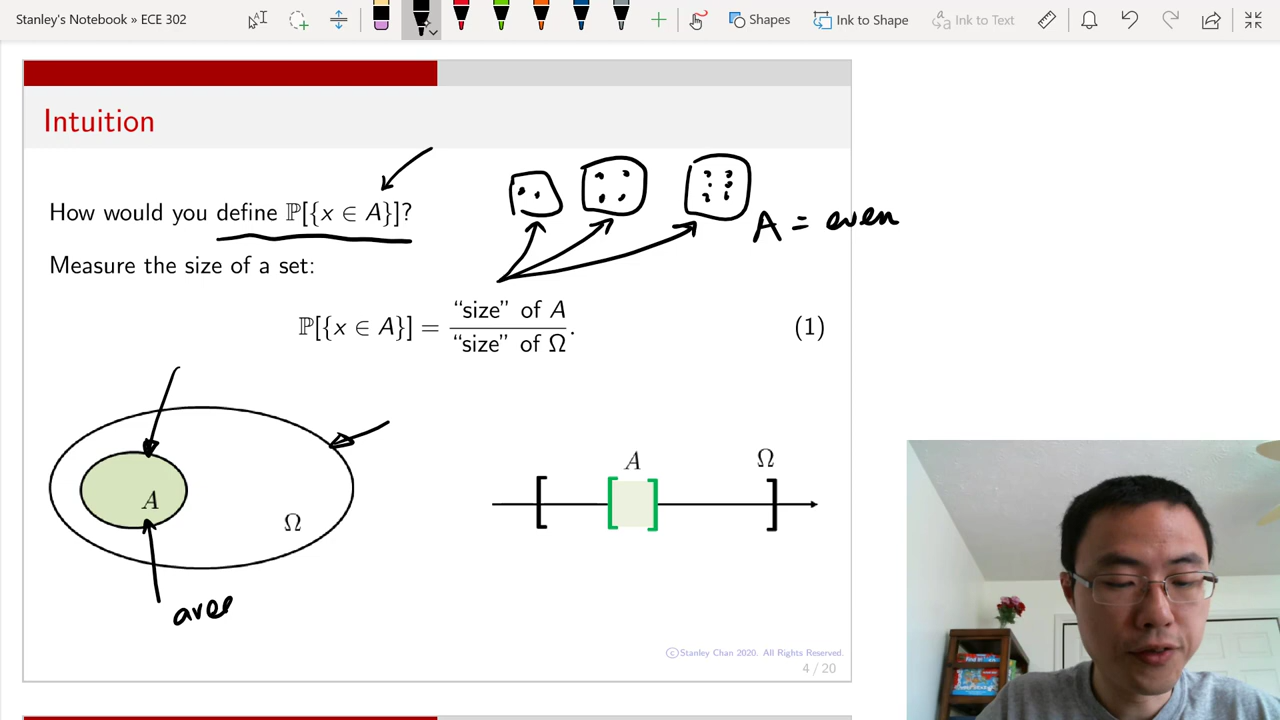 Stanley's Notebook » ECE 302
Shapes
Ink to Shape
Ink to Text
Intuition
How would you define ℙ[{x ∈ A}]?
A = even
Measure the size of a set:
ℙ[{x ∈ A}] = “size” of A / “size” of Ω. (1)
A
Ω
A
Ω
area
©Stanley Chan 2020. All Rights Reserved.
4 / 20